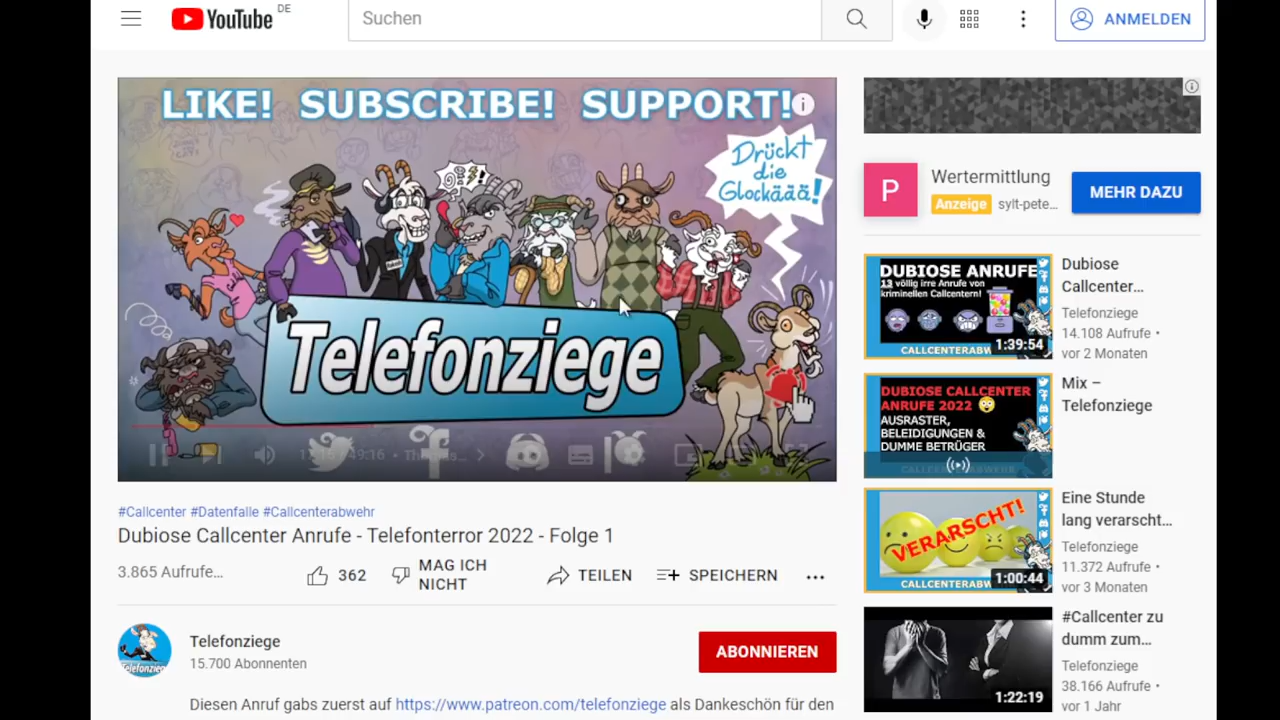 YouTube DE
Suchen
ANMELDEN
LIKE! SUBSCRIBE! SUPPORT!
Drückt
die
Glockäää!
Telefonziege
#Callcenter #Datenfalle #Callcenterabwehr
Dubiose Callcenter Anrufe - Telefonterror 2022 - Folge 1
3.865 Aufrufe…
362
MAG ICH
NICHT
TEILEN
SPEICHERN
Telefonziege
15.700 Abonnenten
ABONNIEREN
Diesen Anruf gabs zuerst auf https://www.patreon.com/telefonziege als Dankeschön für den
P
Wertermittlung
Anzeige sylt-pete…
MEHR DAZU
DUBIOSE ANRUFE
13 völlig irre Anrufe von
kriminellen Callcentern!
1:39:54
Dubiose
Callcenter…
Telefonziege
14.108 Aufrufe •
vor 2 Monaten
DUBIOSE CALLCENTER
ANRUFE 2022
AUSRASTER,
BELEIDIGUNGEN &
DUMME BETRÜGER
Mix –
Telefonziege
VERARSCHT!
1:00:44
Eine Stunde
lang verarscht…
Telefonziege
11.372 Aufrufe •
vor 3 Monaten
1:22:19
#Callcenter zu
dumm zum…
Telefonziege
38.166 Aufrufe •
vor 1 Jahr